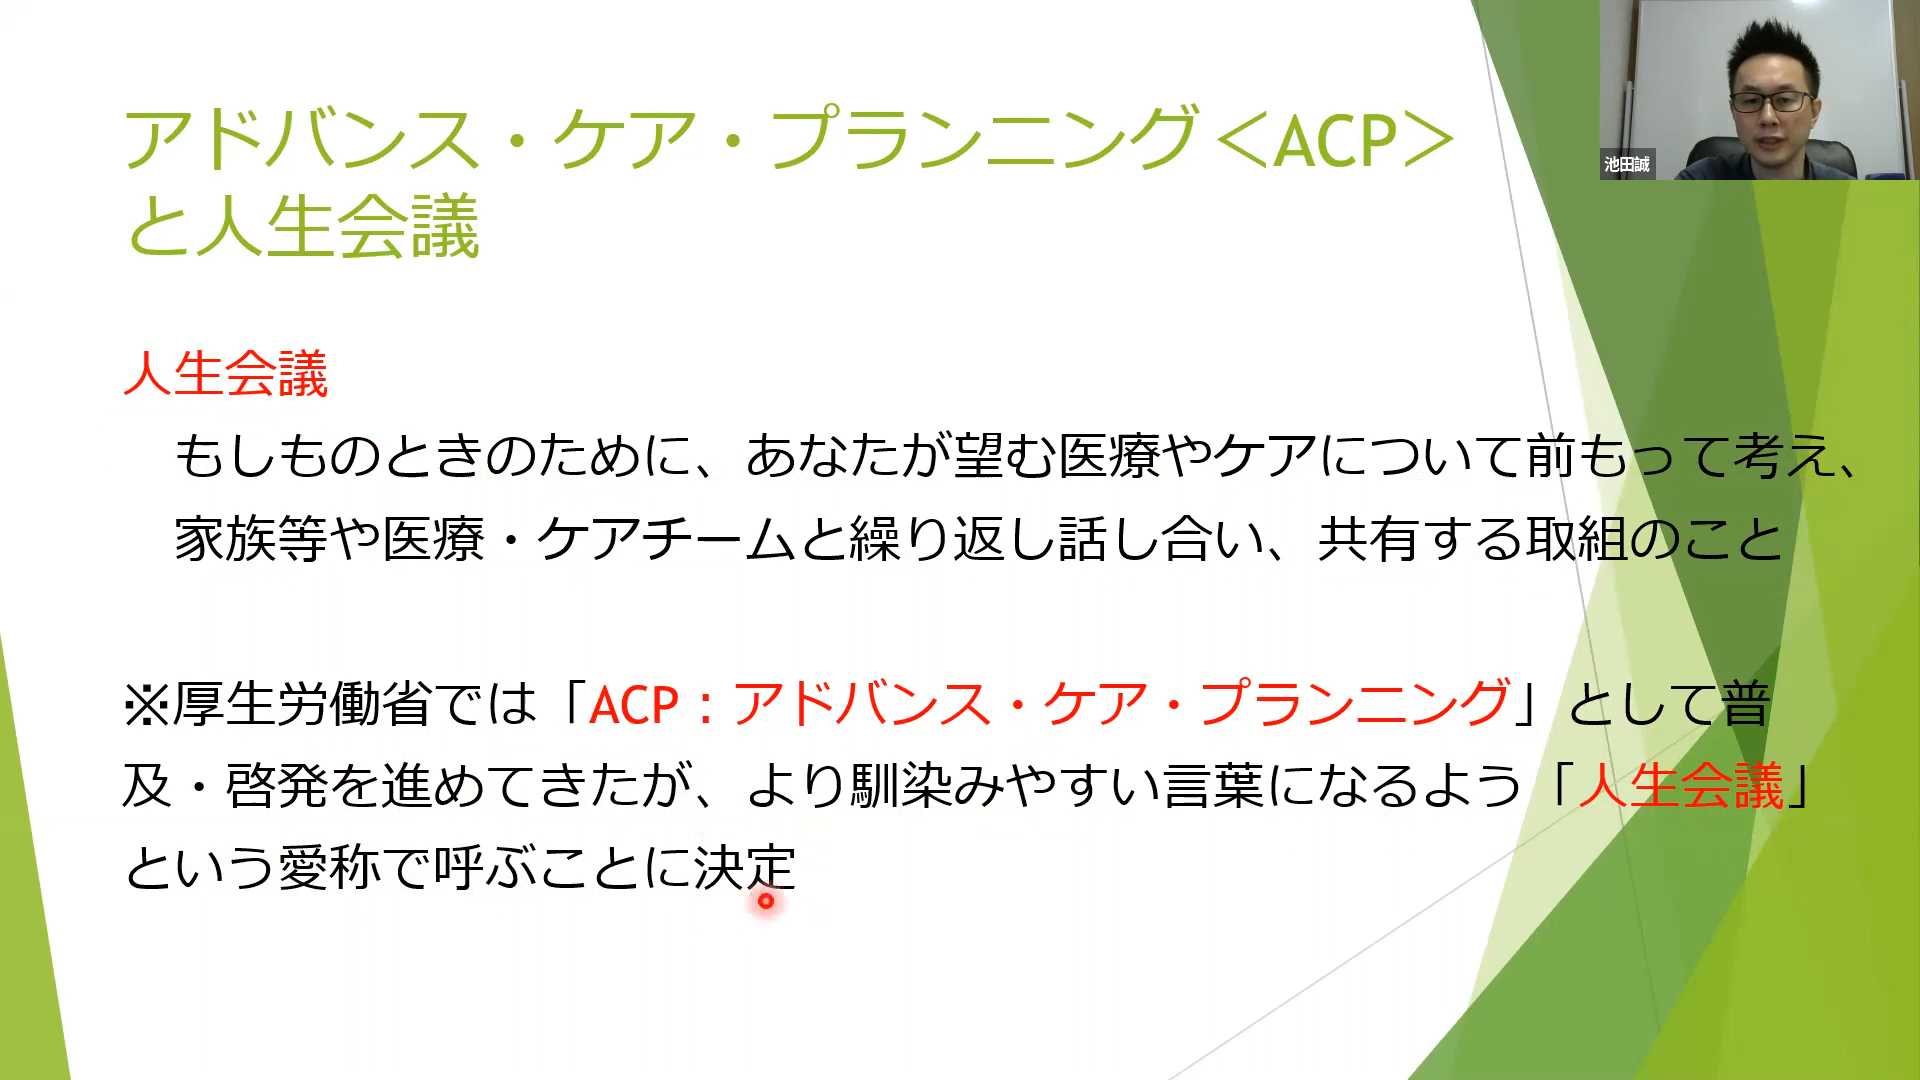 アドバンス・ケア・プランニング＜ACP＞
と人生会議
池田誠
人生会議
もしものときのために、あなたが望む医療やケアについて前もって考え、
家族等や医療・ケアチームと繰り返し話し合い、共有する取組のこと
※厚生労働省では「ACP：アドバンス・ケア・プランニング」として普
及・啓発を進めてきたが、より馴染みやすい言葉になるよう「人生会議」
という愛称で呼ぶことに決定